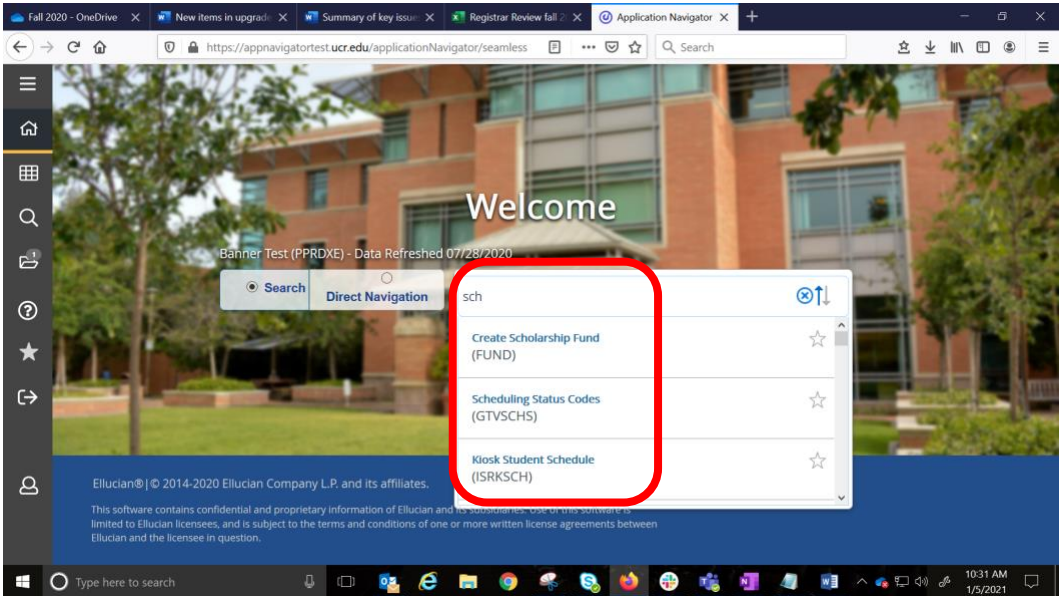 Fall 2020 - OneDrive
New items in upgrade
Summary of key issues
Registrar Review fall 2
Application Navigator
https://appnavigatortest.ucr.edu/applicationNavigator/seamless
Search
Welcome
Banner Test (PPRDXE) - Data Refreshed 07/28/2020
Search
Direct Navigation
sch
Create Scholarship Fund
(FUND)
Scheduling Status Codes
(GTVSCHS)
Kiosk Student Schedule
(ISRKSCH)
1
Ellucian®|© 2014-2020 Ellucian Company L.P. and its affiliates.
This software contains confidential and proprietary information of Ellucian and its subsidiaries. Use of this software is
limited to Ellucian licensees, and is subject to the terms and conditions of one or more written license agreements between
Ellucian and the licensee in question.
Type here to search
10:31 AM
1/5/2021